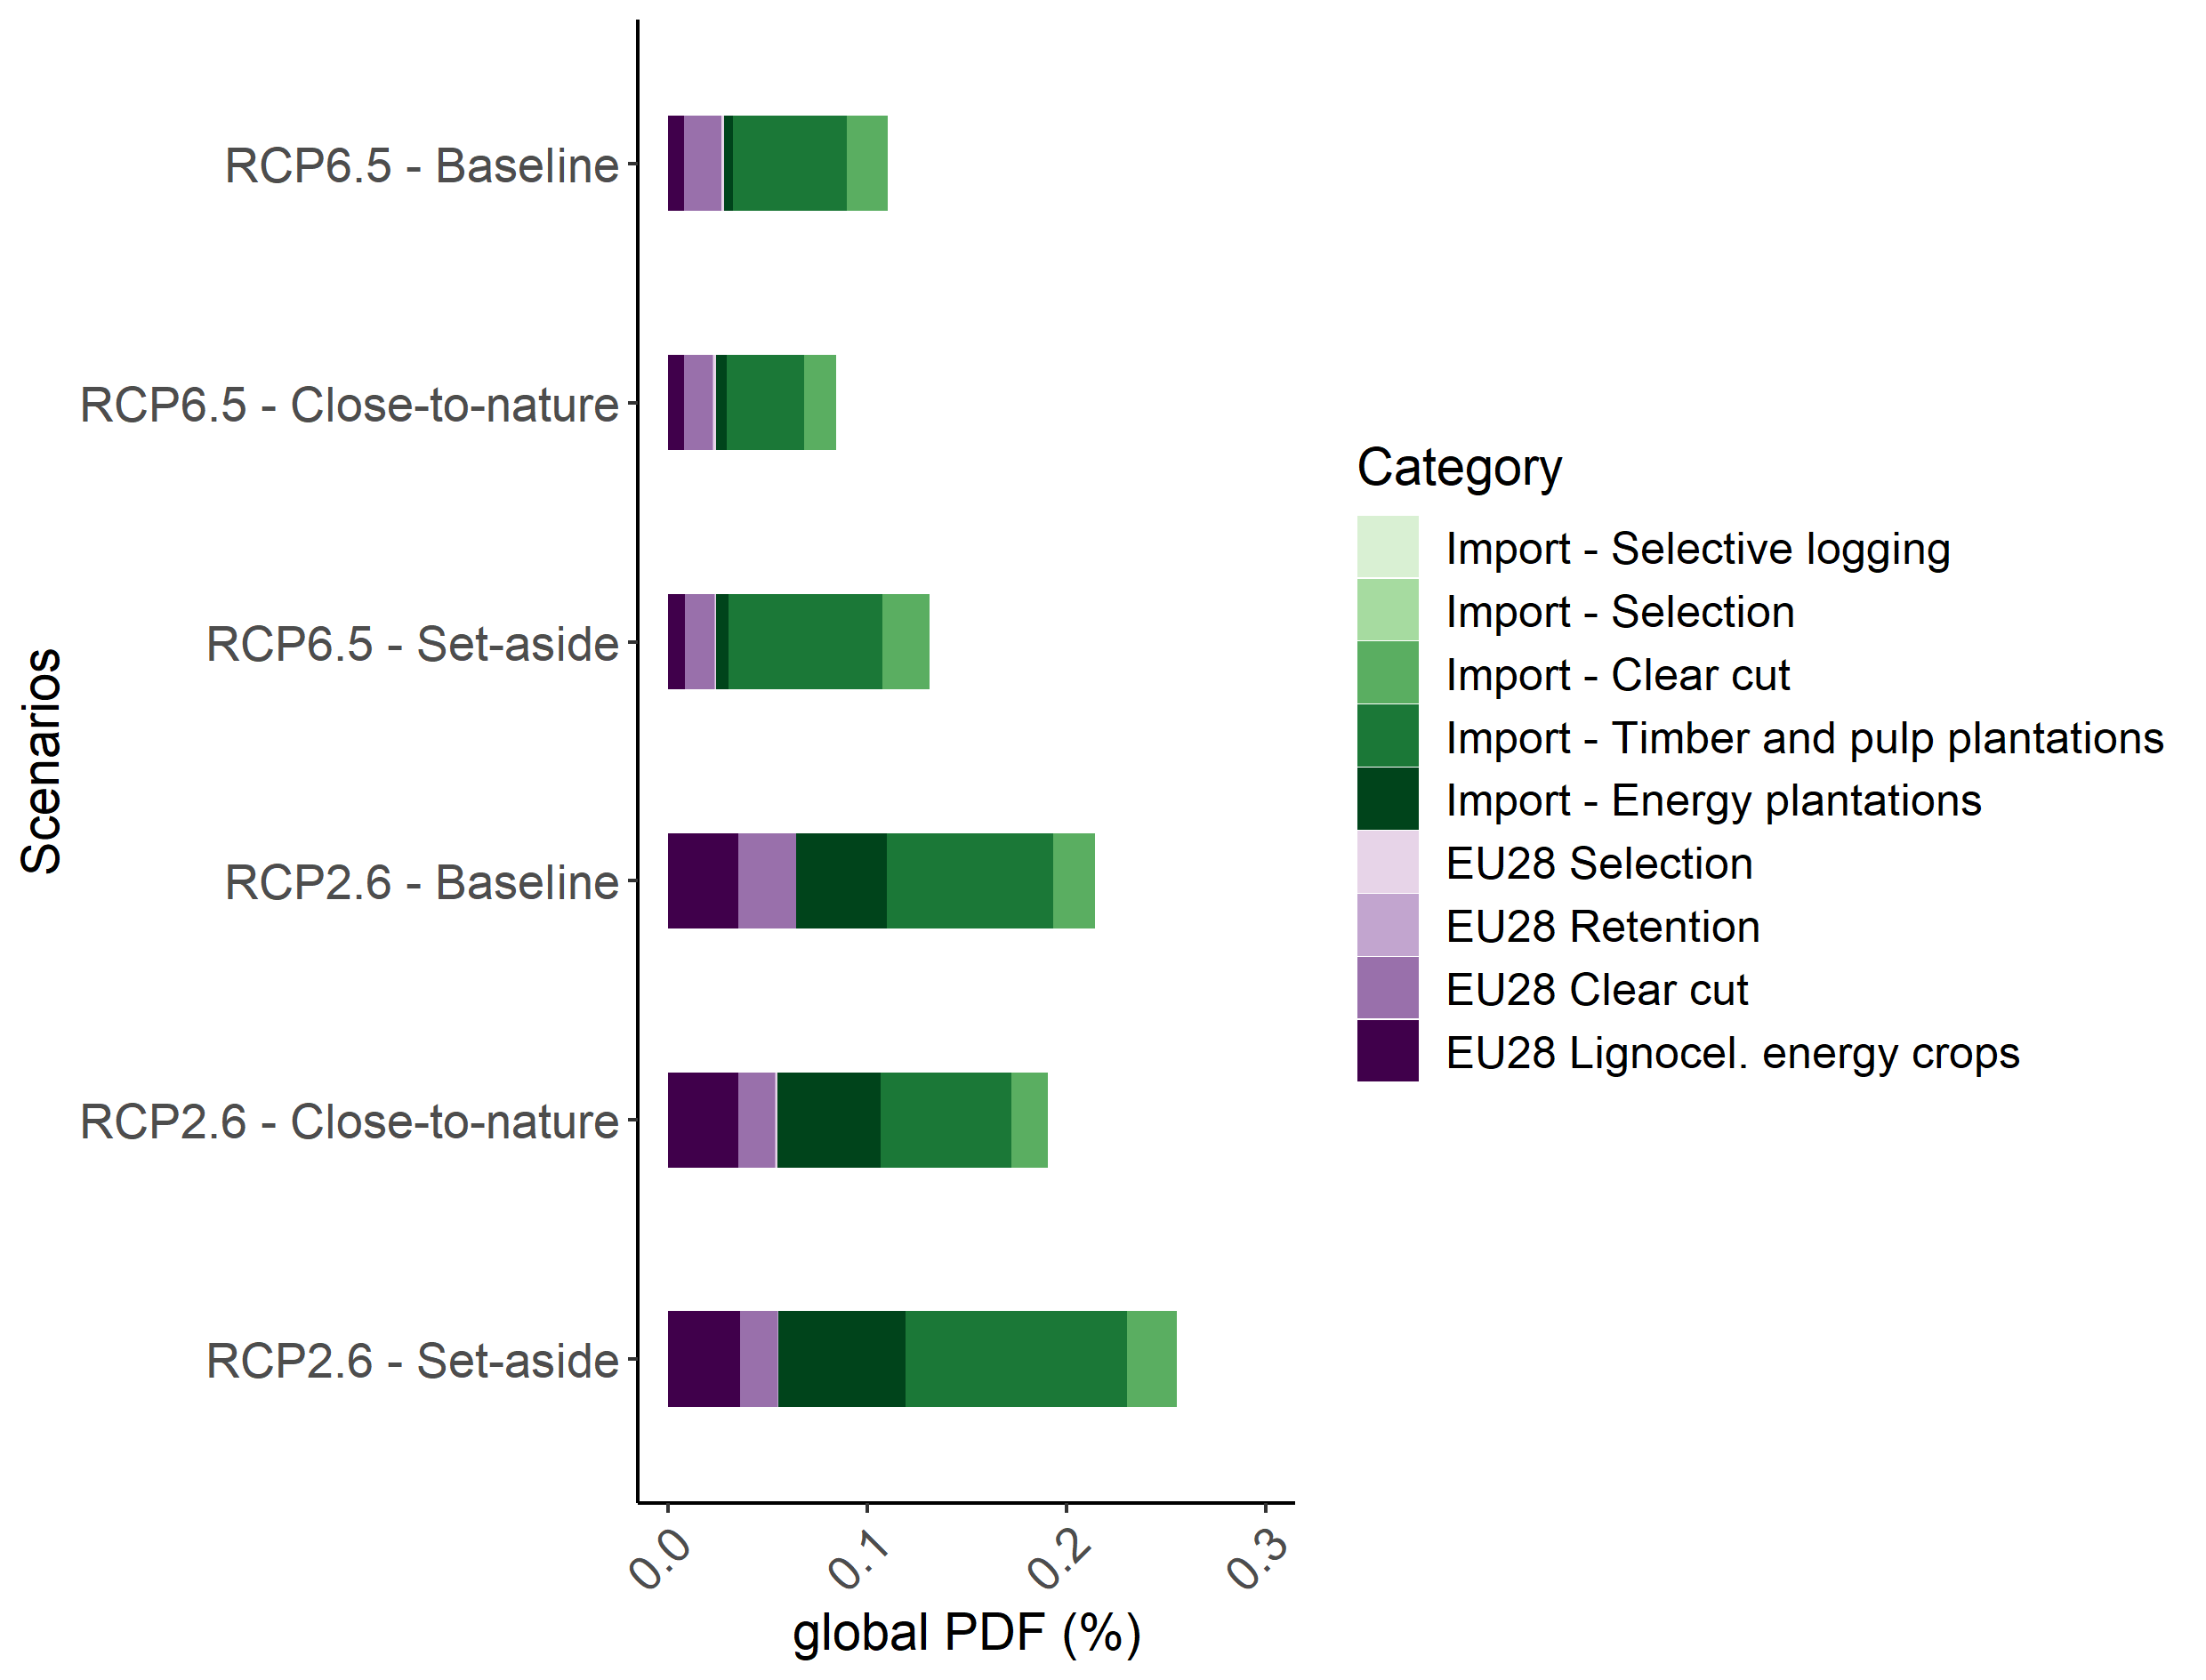 RCP6.5 - Baseline
RCP6.5 - Close-to-nature
RCP6.5 - Set-aside
RCP2.6 - Baseline
RCP2.6 - Close-to-nature
RCP2.6 - Set-aside
Scenarios
0.0
0.1
0.2
0.3
global PDF (%)
Category
Import - Selective logging
Import - Selection
Import - Clear cut
Import - Timber and pulp plantations
Import - Energy plantations
EU28 Selection
EU28 Retention
EU28 Clear cut
EU28 Lignocel. energy crops